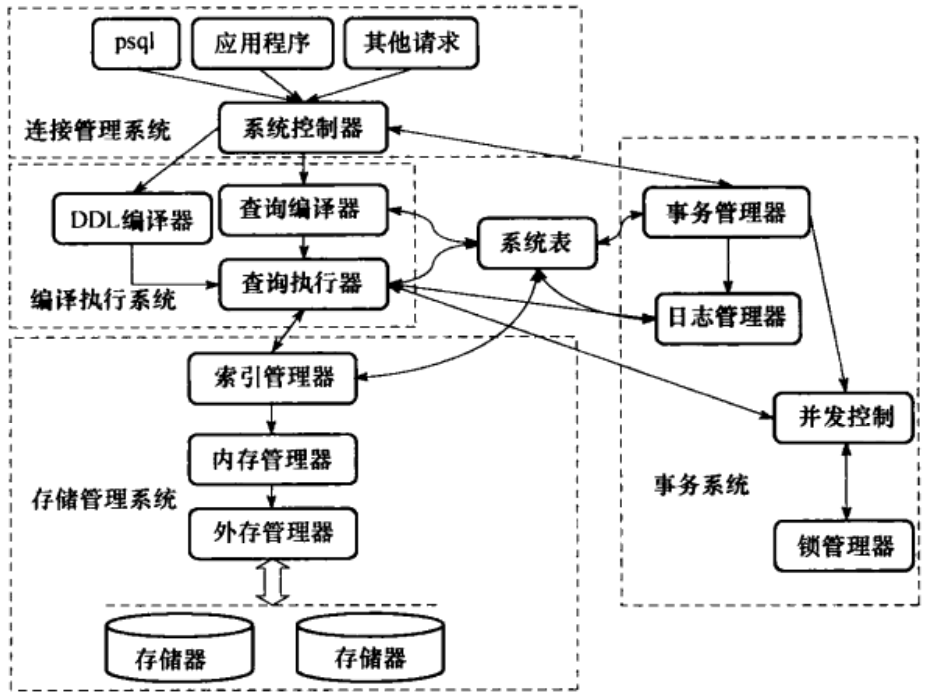 psql
应用程序
其他请求
连接管理系统
系统控制器
DDL编译器
查询编译器
系统表
事务管理器
编译执行系统
查询执行器
日志管理器
索引管理器
并发控制
内存管理器
存储管理系统
事务系统
外存管理器
锁管理器
存储器
存储器